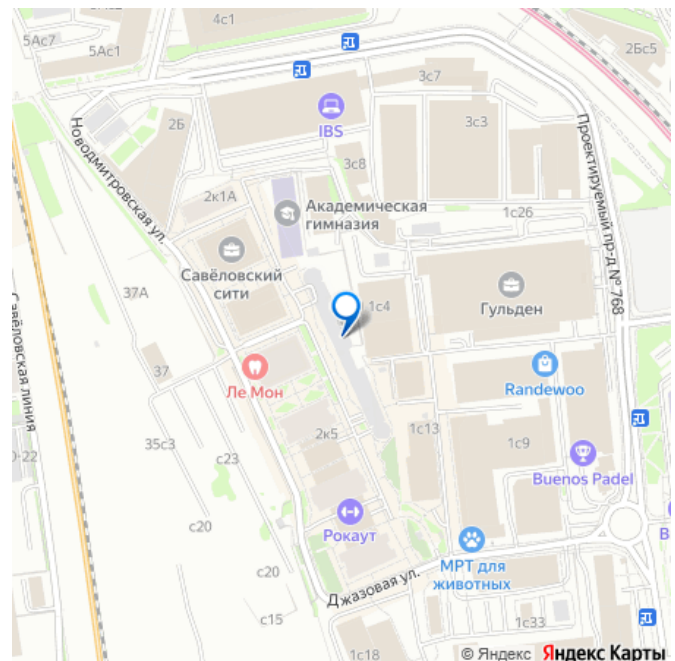 4с1
5Ас7
5Ас1
2Бс5
3с7
IBS
2Б
3с3
Новодмитровская ул.
Проектируемый пр-д № 768
3с8
2к1А
Академическая
гимназия
1с26
Савёловский
сити
37А
1с4
Гульден
Савёловская линия
37
Ле Мон
Randewoo
2к5
1с13
35с3
1с9
с23
0-22
Buenos Padel
с20
Рокаут
B
МРТ для
животных
с20
Джазовая ул.
с15
1с33
1с18
© Яндекс Яндекс Карты